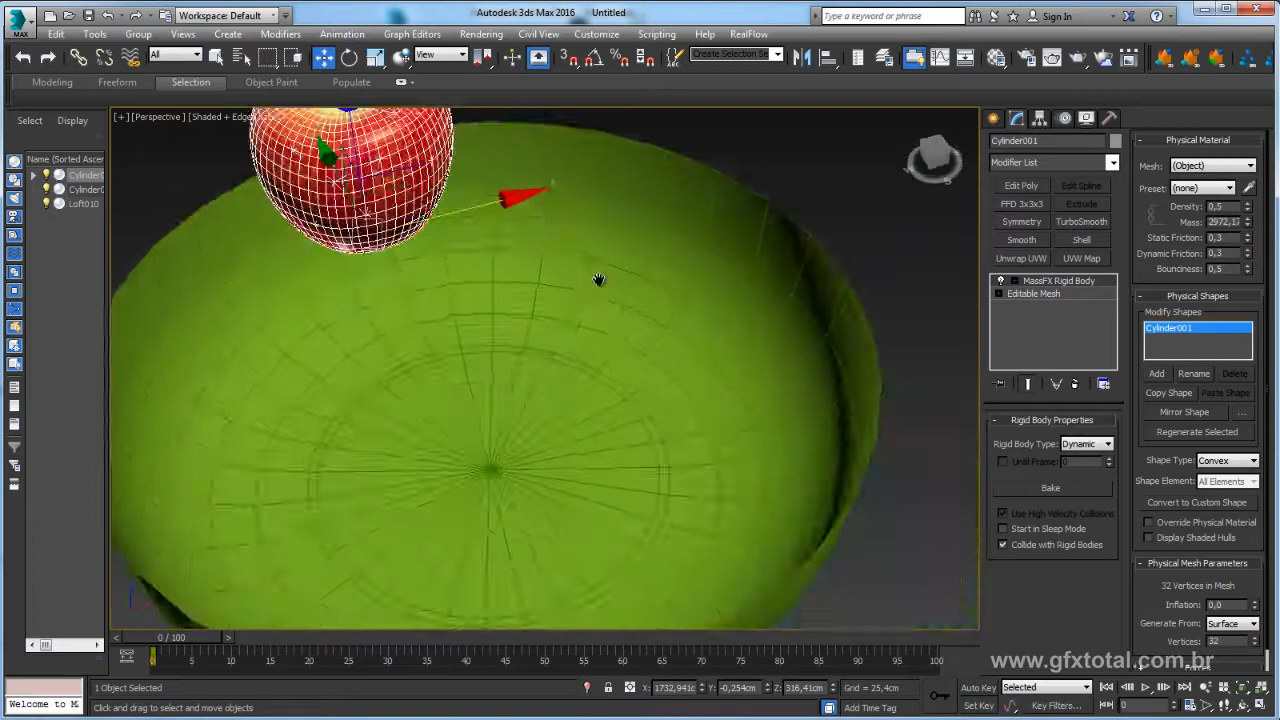 Workspace: Default
Autodesk 3ds Max 2016
Untitled
Type a keyword or phrase
Sign In
MAX
Edit
Tools
Group
Views
Create
Modifiers
Animation
Graph Editors
Rendering
Civil View
Customize
Scripting
Help
RealFlow
All
View
Create Selection Se
Modeling
Freeform
Selection
Object Paint
Populate
Select
Display
[+] [Perspective] [Shaded + Edge
Name (Sorted Ascen
Cylinder0
Cylinder0
Loft010
Cylinder001
Modifier List
Edit Poly
Edit Spline
FFD 3x3x3
Extrude
Symmetry
TurboSmooth
Smooth
Shell
Unwrap UVW
UVW Map
MassFX Rigid Body
Editable Mesh
Rigid Body Properties
Rigid Body Type: Dynamic
Until Frame: 0
Bake
Use High Velocity Collisions
Start in Sleep Mode
Collide with Rigid Bodies
Physical Material
Mesh: (Object)
Preset: (none)
Density: 0,5
Mass: 2972,17
Static Friction: 0,3
Dynamic Friction: 0,3
Bounciness: 0,5
Physical Shapes
Modify Shapes
Cylinder001
Add
Rename
Delete
Copy Shape
Paste Shape
Mirror Shape
...
Regenerate Selected
Shape Type: Convex
Shape Element: All Elements
Convert to Custom Shape
Override Physical Material
Display Shaded Hulls
Physical Mesh Parameters
32 Vertices in Mesh
Inflation: 0,0
Generate From: Surface
Vertices: 32
0 / 100
0 5 10 15 20 25 30 35 40 45 50 55 60 65 70 75 80 85 90 95 100
www.gfxtotal.com.br
1 Object Selected
X: 1732,941c
Y: -0,254cm
Z: 316,41cm
Grid = 25,4cm
Auto Key
Selected
Welcome to M
Click and drag to select and move objects
Add Time Tag
Set Key
Key Filters...
0